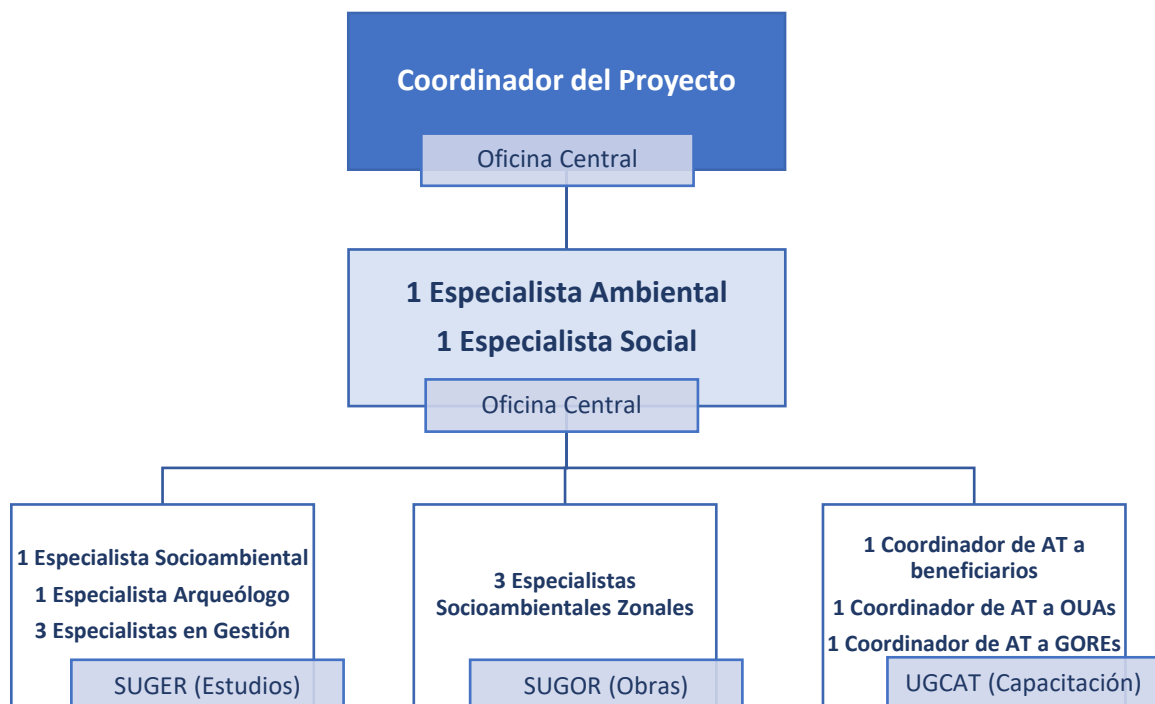 Coordinador del Proyecto
Oficina Central
1 Especialista Ambiental
1 Especialista Social
Oficina Central
1 Especialista Socioambiental
1 Especialista Arqueólogo
3 Especialistas en Gestión
SUGER (Estudios)
3 Especialistas
Socioambientales Zonales
SUGOR (Obras)
1 Coordinador de AT a
beneficiarios
1 Coordinador de AT a OUAs
1 Coordinador de AT a GOREs
UGCAT (Capacitación)